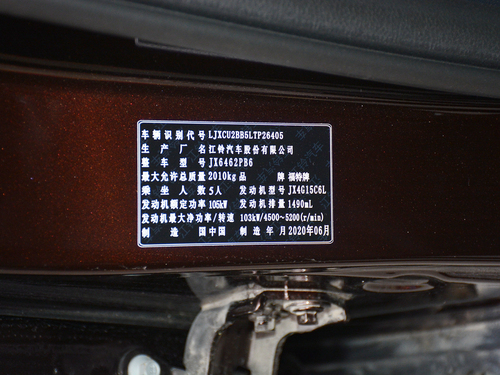 车辆识别代号 LJXCU2BB5LTP26405
生产厂名 江铃汽车股份有限公司
整车型号 JX6462PB6
最大允许总质量 2010kg 品牌 福特牌
乘坐人数 5人 发动机型号 JX4G15C6L
发动机额定功率 105kW 发动机排量 1490mL
发动机最大净功率/转速 103kW/4500~5200(r/min)
制造国 中国 制造年月 2020年06月